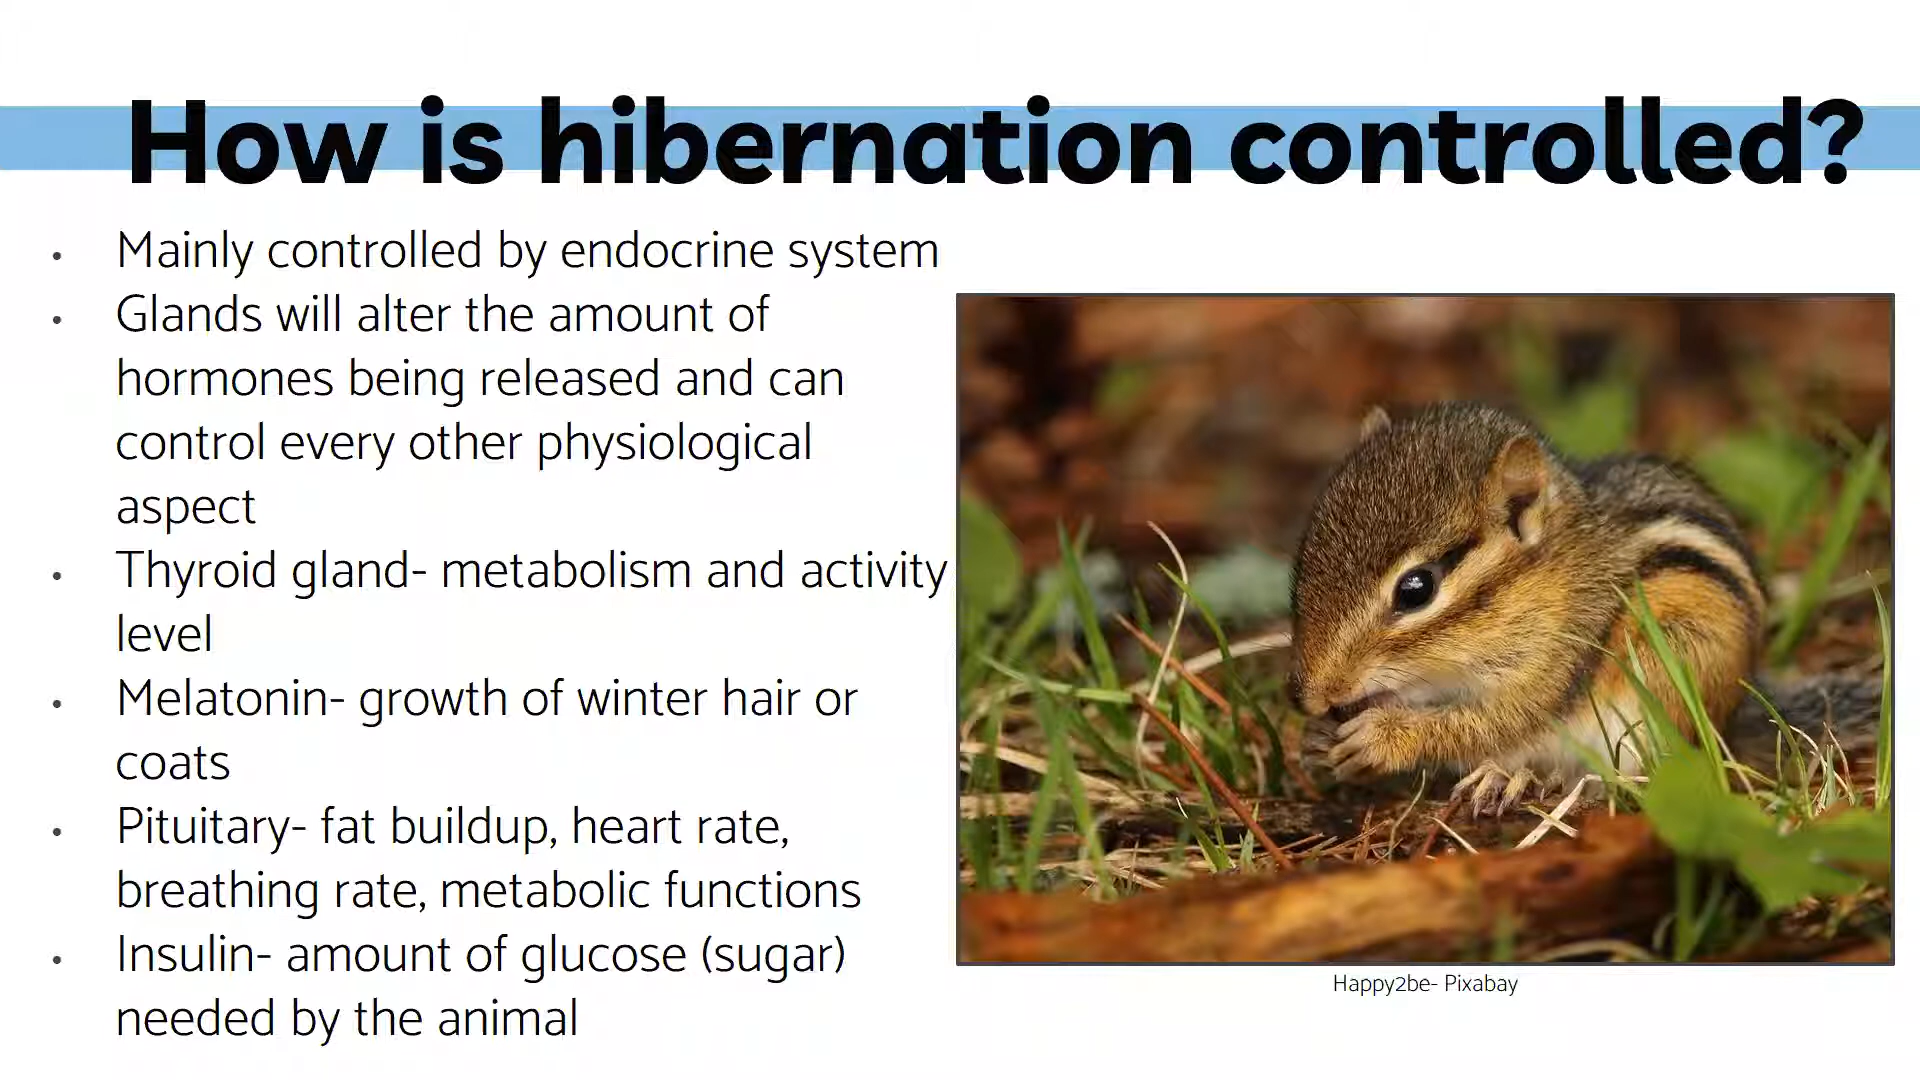 How is hibernation controlled?
• Mainly controlled by endocrine system
• Glands will alter the amount of
hormones being released and can
control every other physiological
aspect
• Thyroid gland- metabolism and activity
level
• Melatonin- growth of winter hair or
coats
• Pituitary- fat buildup, heart rate,
breathing rate, metabolic functions
• Insulin- amount of glucose (sugar)
needed by the animal
Happy2be- Pixabay